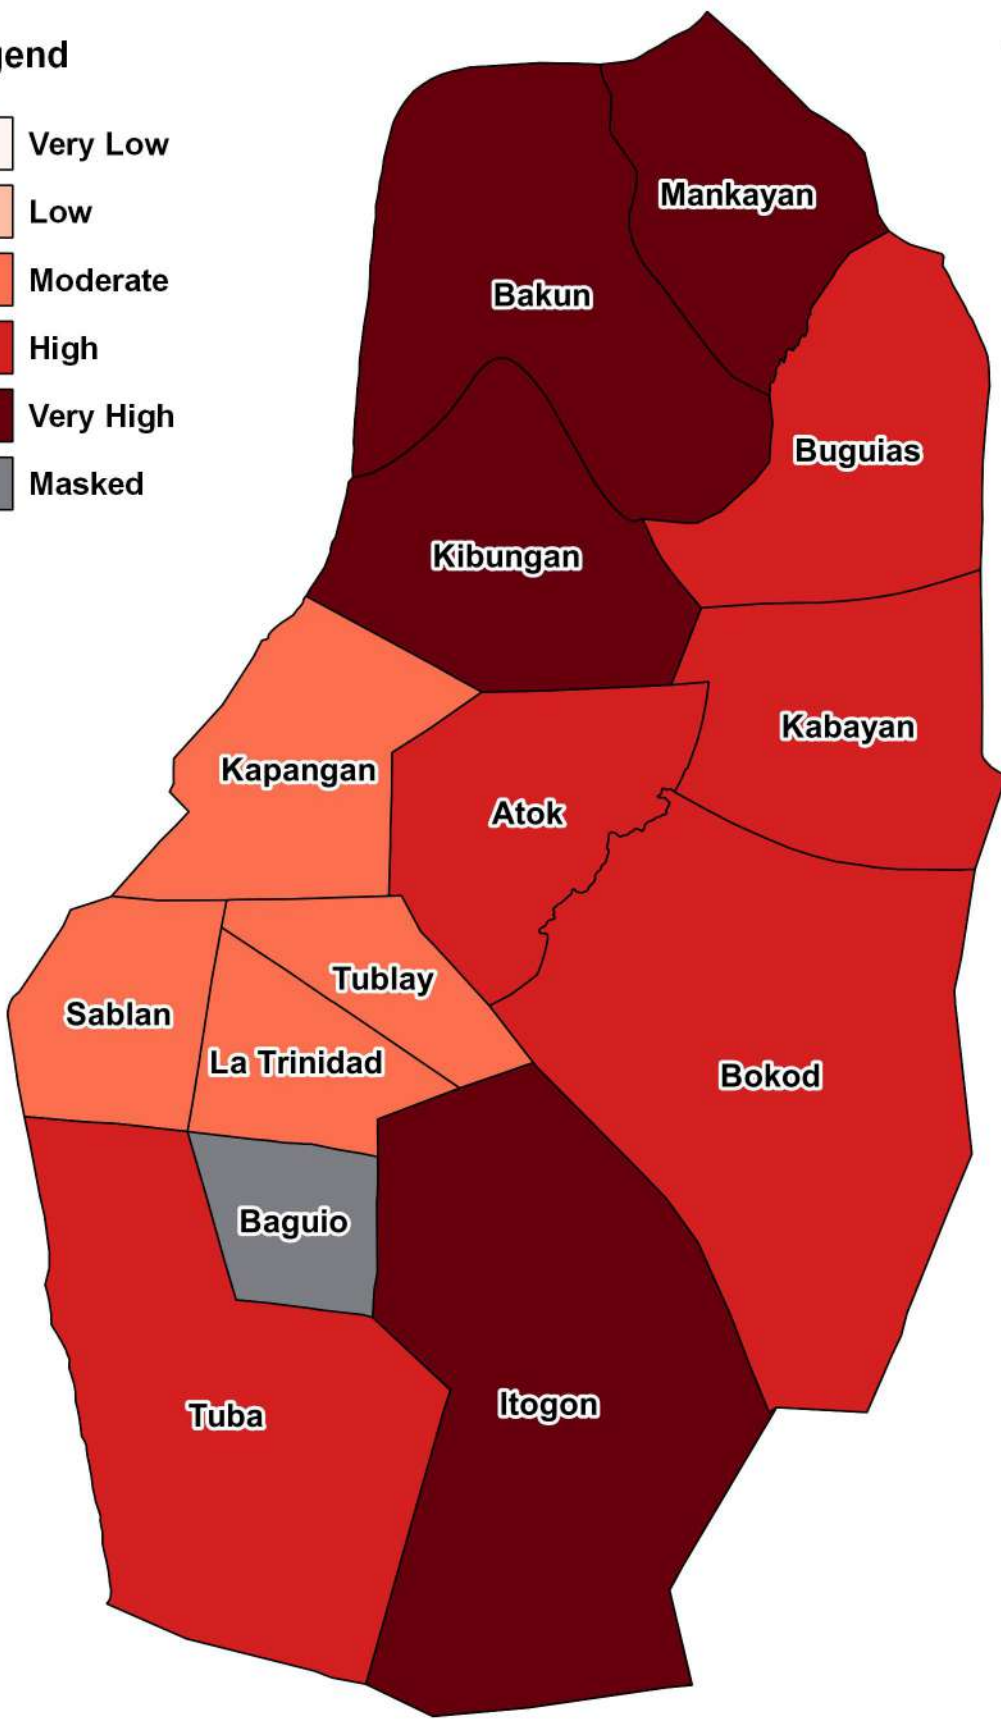 gend
Very Low
Low
Moderate
High
Very High
Masked
Mankayan
Bakun
Buguias
Kibungan
Kabayan
Kapangan
Atok
Tublay
Sablan
La Trinidad
Bokod
Baguio
Itogon
Tuba